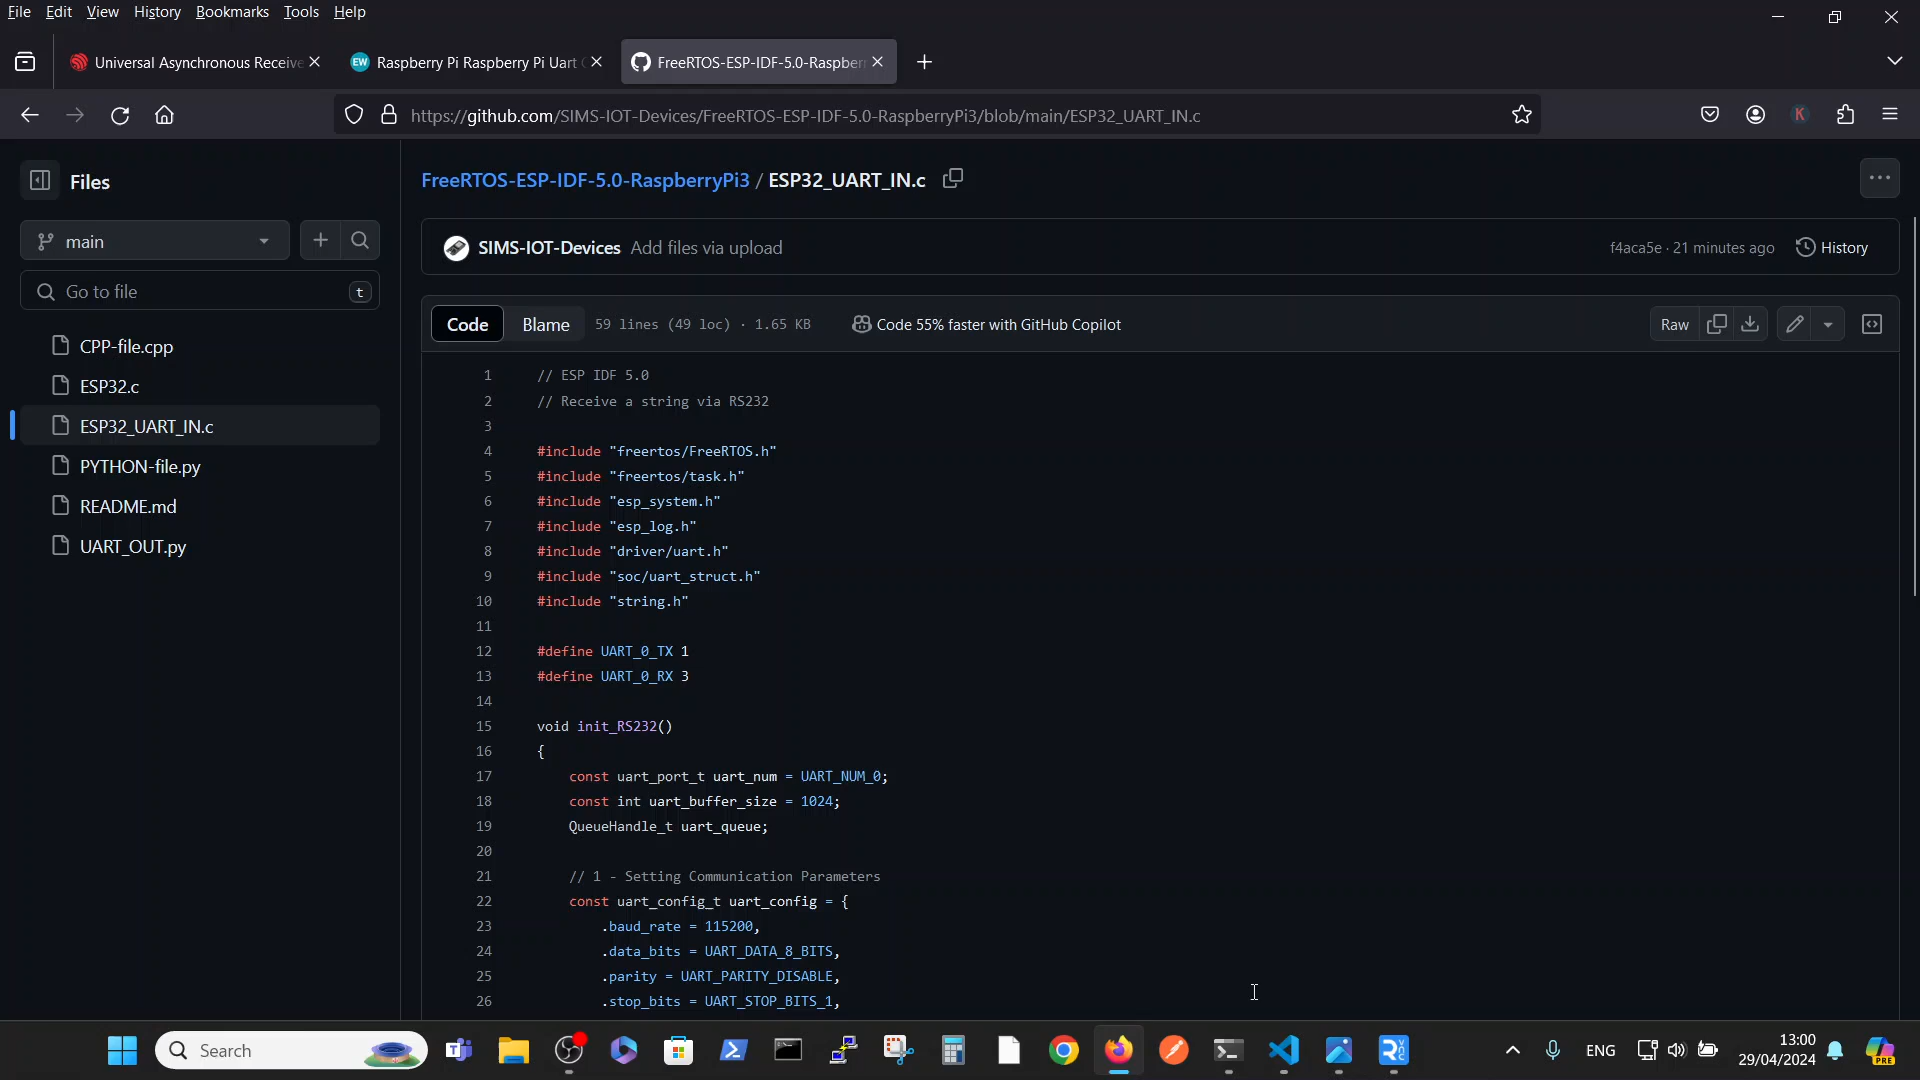 File Edit View History Bookmarks Tools Help
Universal Asynchronous Receive
EW Raspberry Pi Raspberry Pi Uart
FreeRTOS-ESP-IDF-5.0-Raspber
https://github.com/SIMS-IOT-Devices/FreeRTOS-ESP-IDF-5.0-RaspberryPi3/blob/main/ESP32_UART_IN.c
K
Files
main
Go to file
t
CPP-file.cpp
ESP32.c
ESP32_UART_IN.c
PYTHON-file.py
README.md
UART_OUT.py
FreeRTOS-ESP-IDF-5.0-RaspberryPi3 / ESP32_UART_IN.c
SIMS-IOT-Devices Add files via upload
f4aca5e · 21 minutes ago
History
Code Blame 59 lines (49 loc) · 1.65 KB Code 55% faster with GitHub Copilot
Raw
1 // ESP IDF 5.0
2 // Receive a string via RS232
3
4 #include "freertos/FreeRTOS.h"
5 #include "freertos/task.h"
6 #include "esp_system.h"
7 #include "esp_log.h"
8 #include "driver/uart.h"
9 #include "soc/uart_struct.h"
10 #include "string.h"
11
12 #define UART_0_TX 1
13 #define UART_0_RX 3
14
15 void init_RS232()
16 {
17 const uart_port_t uart_num = UART_NUM_0;
18 const int uart_buffer_size = 1024;
19 QueueHandle_t uart_queue;
20
21 // 1 - Setting Communication Parameters
22 const uart_config_t uart_config = {
23 .baud_rate = 115200,
24 .data_bits = UART_DATA_8_BITS,
25 .parity = UART_PARITY_DISABLE,
26 .stop_bits = UART_STOP_BITS_1,
Search
ENG
13:00
29/04/2024
PRE